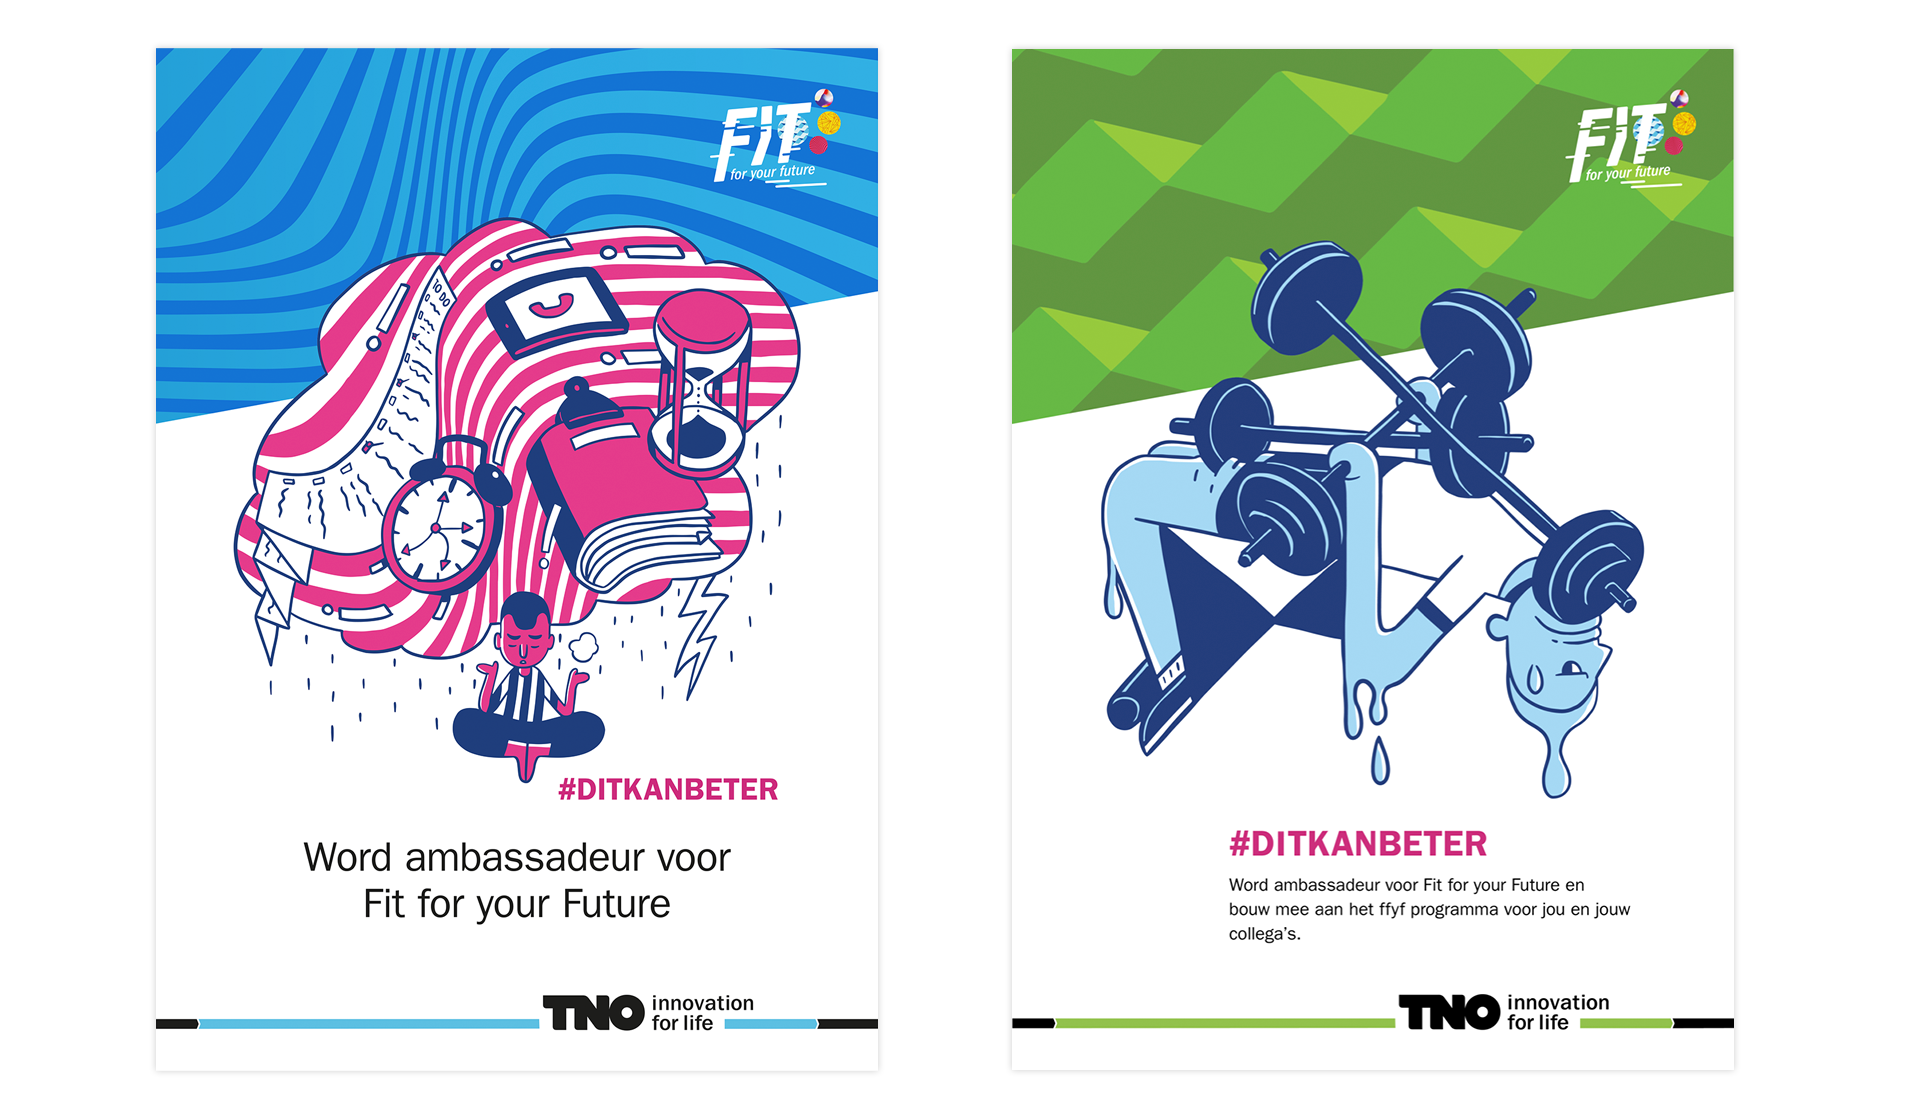 FIT
for your future
TO DO
#DITKANBETER
Word ambassadeur voor
Fit for your Future
TNO innovation
for life
FIT
for your future
#DITKANBETER
Word ambassadeur voor Fit for your Future en
bouw mee aan het ffyf programma voor jou en jouw
collega's.
TNO innovation
for life